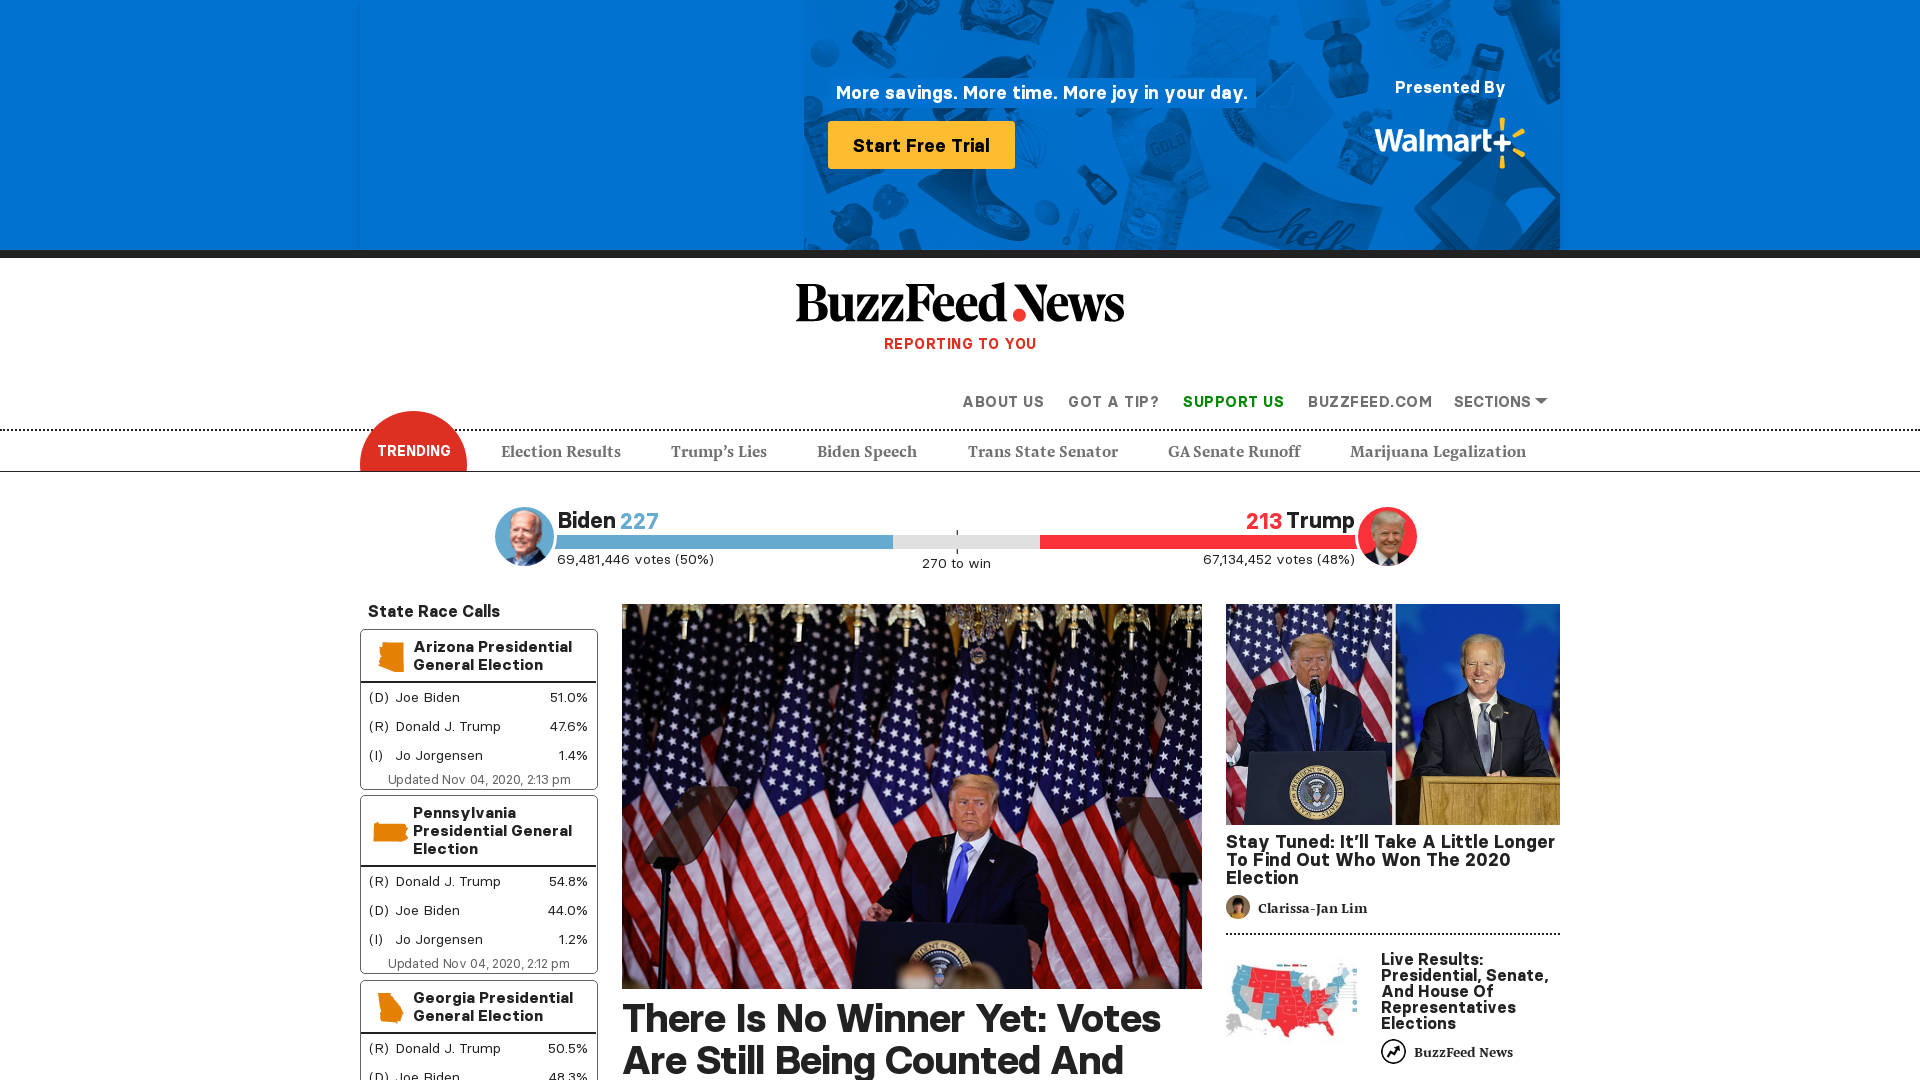 More savings. More time. More joy in your day.
Start Free Trial
Presented By
Walmart+
BuzzFeed News
REPORTING TO YOU
ABOUT US
GOT A TIP?
SUPPORT US
BUZZFEED.COM
SECTIONS
TRENDING
Election Results
Trump’s Lies
Biden Speech
Trans State Senator
GA Senate Runoff
Marijuana Legalization
Biden 227
213 Trump
69,481,446 votes (50%)
270 to win
67,134,452 votes (48%)
State Race Calls
Arizona Presidential
General Election
(D) Joe Biden 51.0%
(R) Donald J. Trump 47.6%
(I) Jo Jorgensen 1.4%
Updated Nov 04, 2020, 2:13 pm
Pennsylvania
Presidential General
Election
(R) Donald J. Trump 54.8%
(D) Joe Biden 44.0%
(I) Jo Jorgensen 1.2%
Updated Nov 04, 2020, 2:12 pm
Georgia Presidential
General Election
(R) Donald J. Trump 50.5%
(D) Joe Biden 48.3%
There Is No Winner Yet: Votes
Are Still Being Counted And
Stay Tuned: It’ll Take A Little Longer
To Find Out Who Won The 2020
Election
Clarissa-Jan Lim
Live Results:
Presidential, Senate,
And House Of
Representatives
Elections
BuzzFeed News